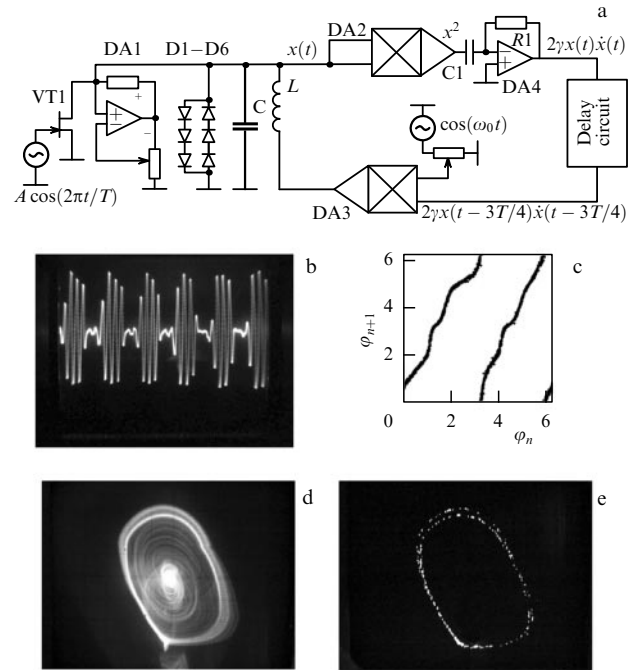 a
DA1
D1−D6
x(t)
DA2
x²
R1
2γx(t)ẋ(t)
C1
DA4
VT1
+
−
+
−
C
L
−
+
Delay circuit
cos(ω₀t)
A cos(2πt/T)
DA3
2γx(t − 3T/4)ẋ(t − 3T/4)
b
c
6
φₙ₊₁
4
2
0
2
4
6
φₙ
d
e